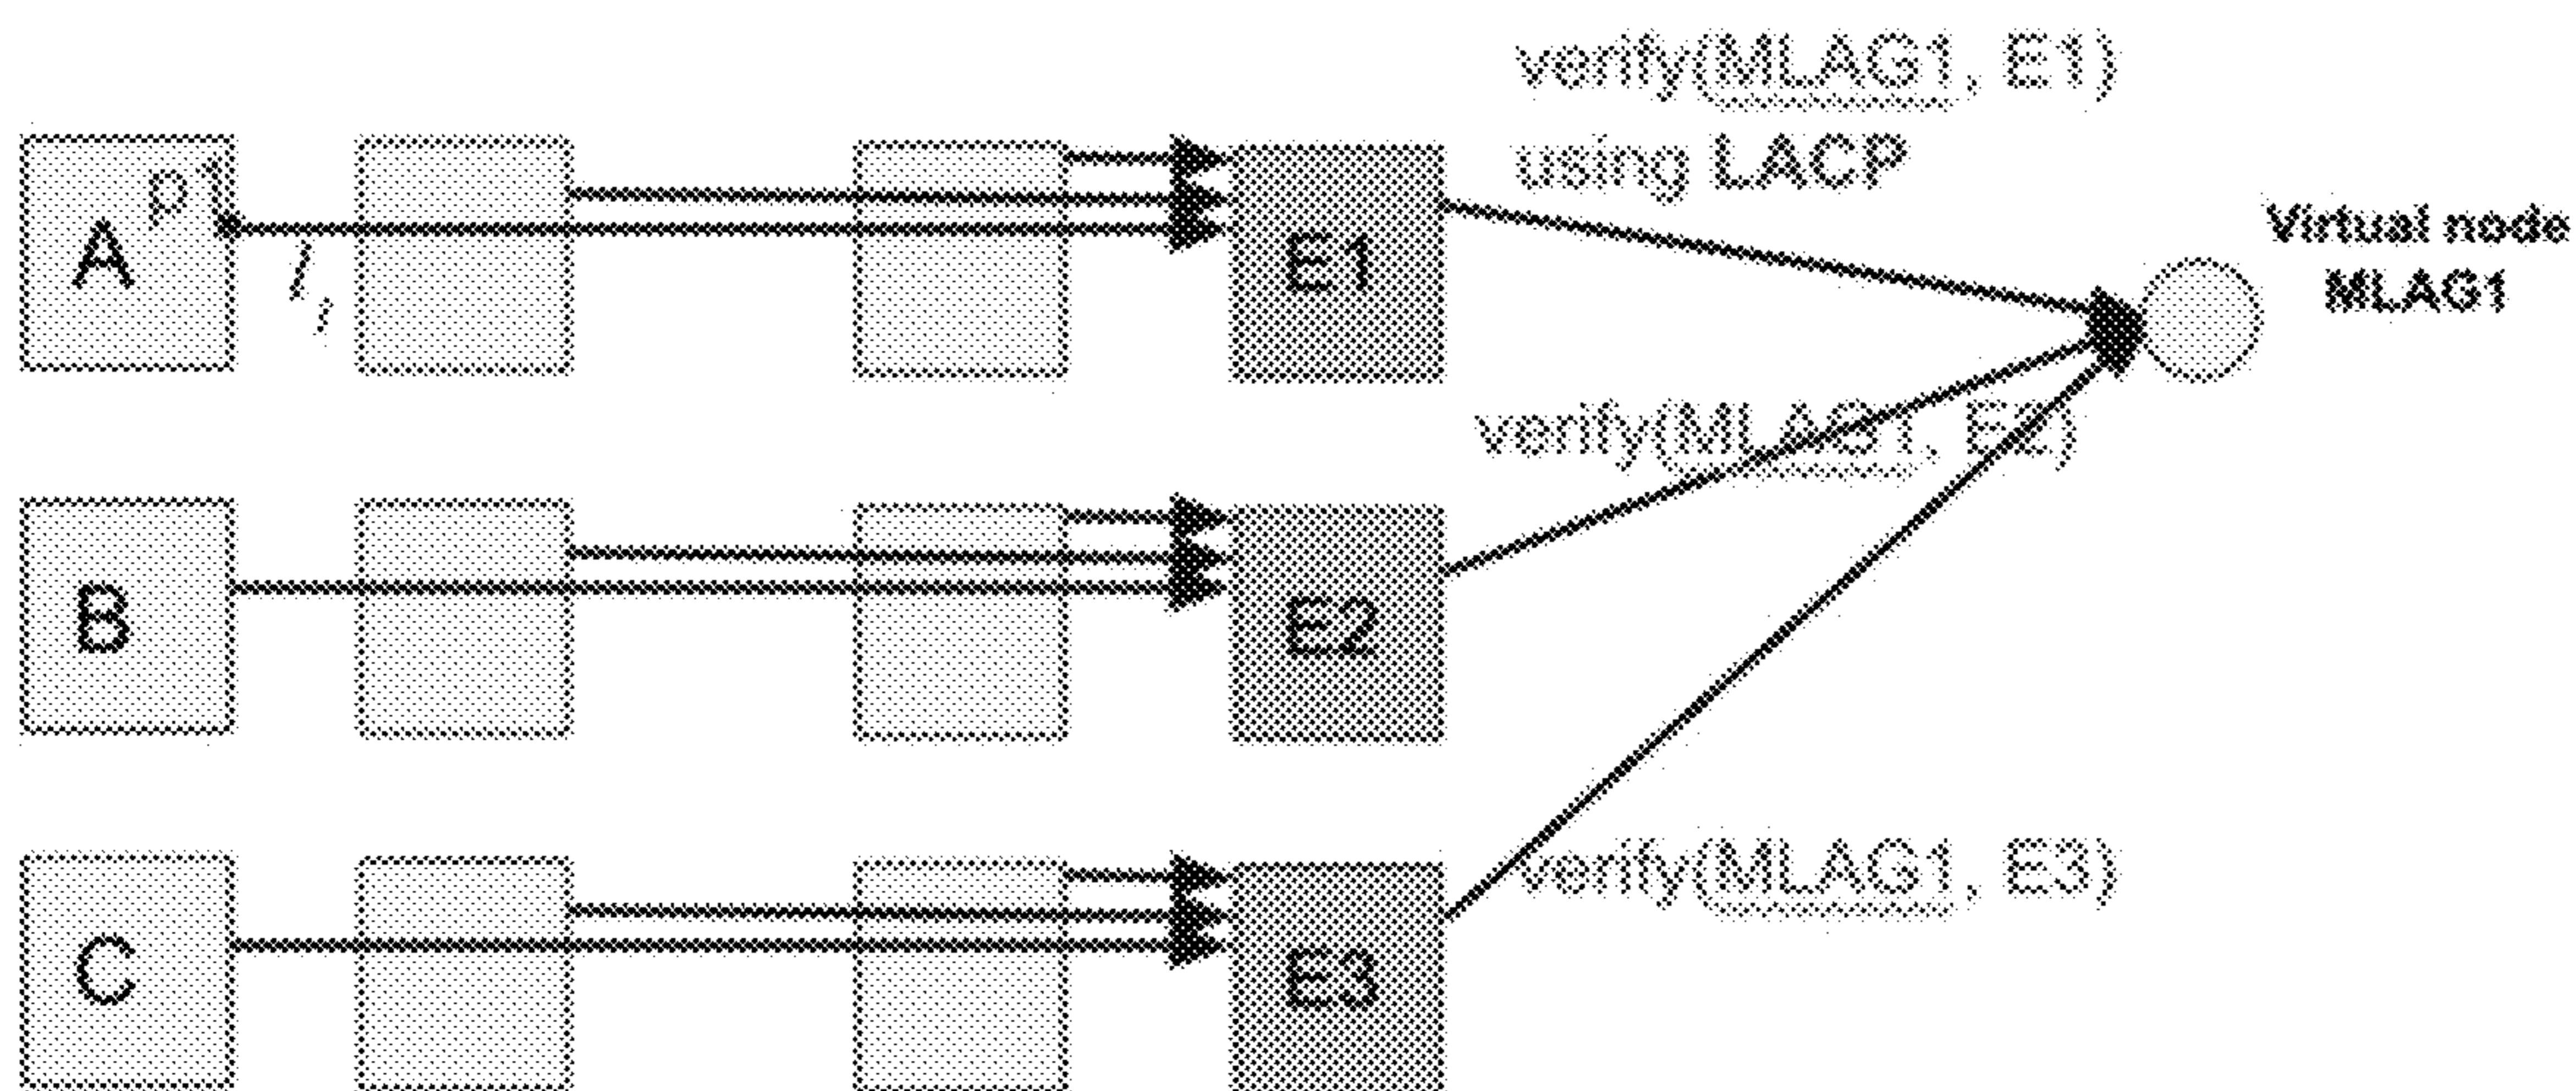 verify(MLAG1, E1)
using LACP
Virtual node
MLAG1
A
p1
l₁
E1
verify(MLAG1, E2)
B
E2
verify(MLAG1, E3)
C
E3